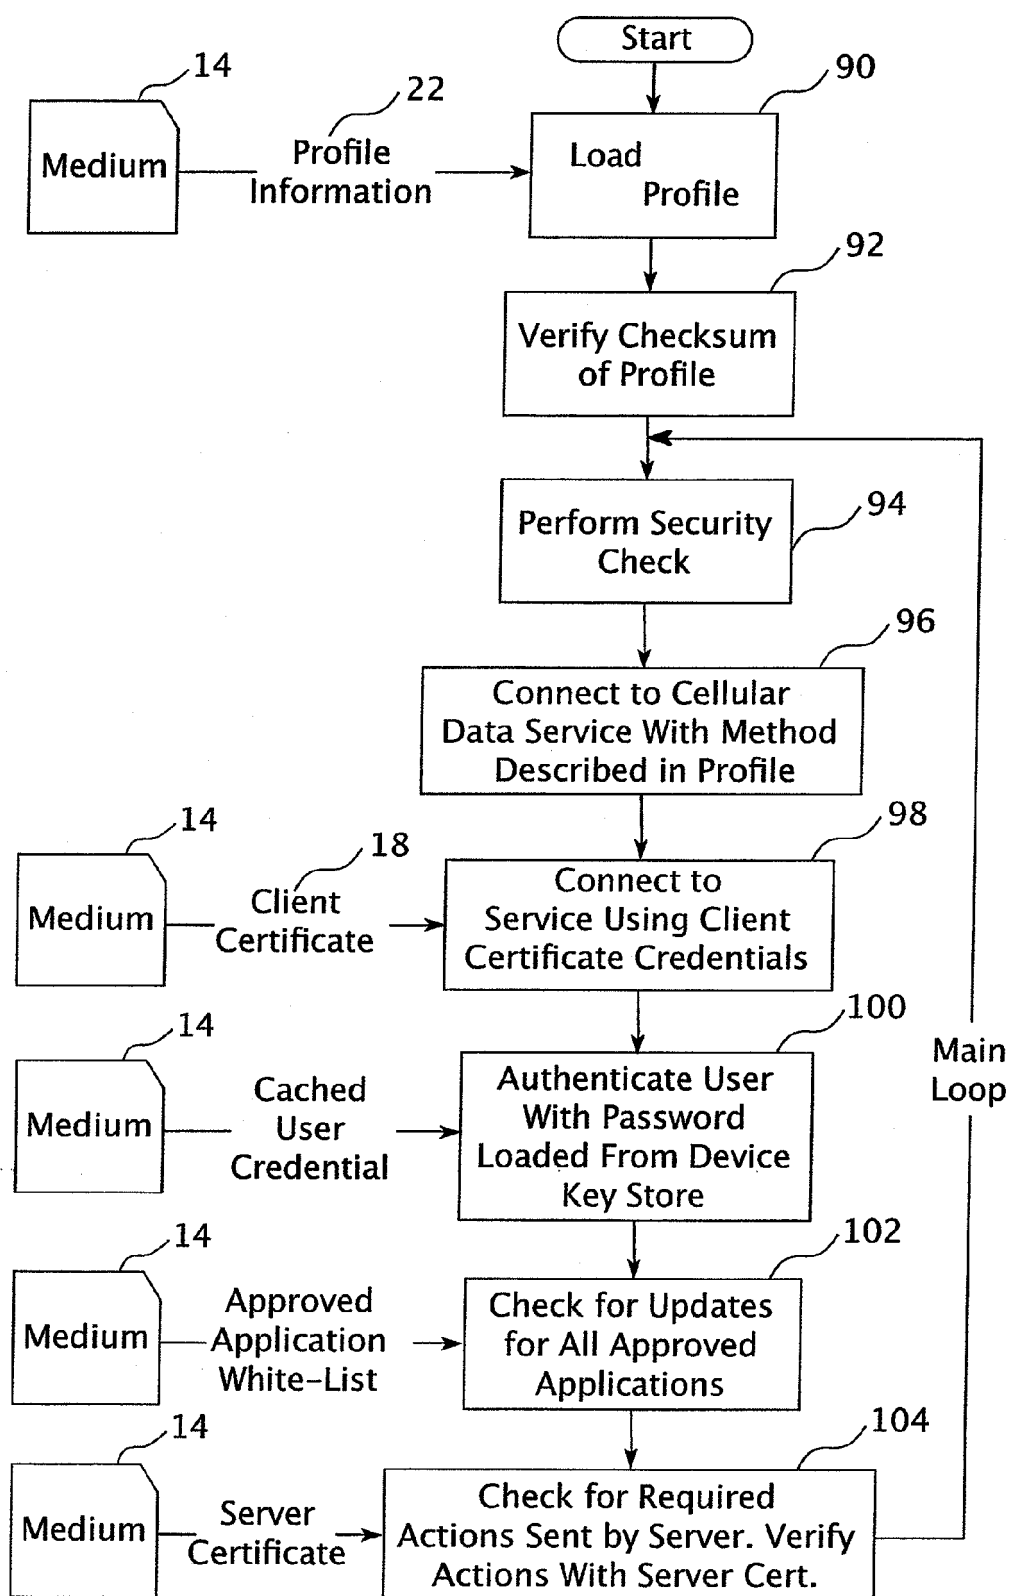 Start
14
22
90
Medium
Profile
Information
Load
Profile
92
Verify Checksum
of Profile
94
Perform Security
Check
96
Connect to Cellular
Data Service With Method
Described in Profile
14
18
98
Medium
Client
Certificate
Connect to
Service Using Client
Certificate Credentials
14
100
Medium
Cached
User
Credential
Authenticate User
With Password
Loaded From Device
Key Store
Main
Loop
14
102
Medium
Approved
Application
White-List
Check for Updates
for All Approved
Applications
14
104
Medium
Server
Certificate
Check for Required
Actions Sent by Server. Verify
Actions With Server Cert.